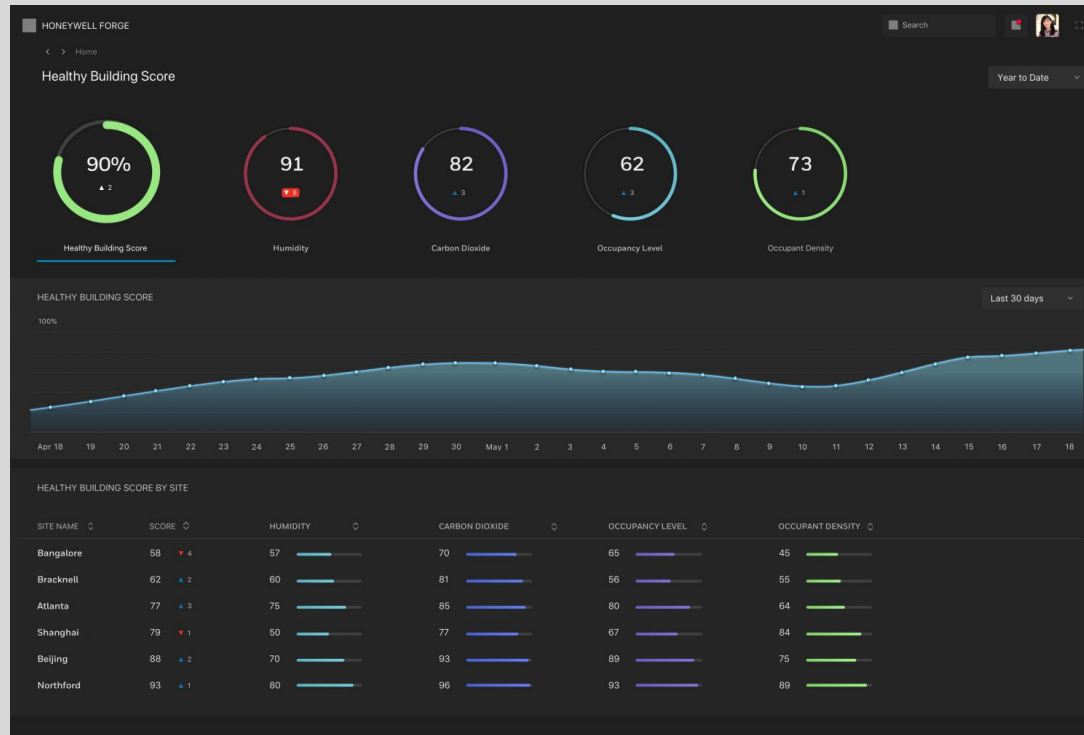 HONEYWELL FORGE
Search
Home
Healthy Building Score
Year to Date
90%
▲ 2
91
▼ 5
82
▲ 3
62
▲ 3
73
▲ 1
Healthy Building Score
Humidity
Carbon Dioxide
Occupancy Level
Occupant Density
HEALTHY BUILDING SCORE
Last 30 days
100%
Apr 18 19 20 21 22 23 24 25 26 27 28 29 30 May 1 2 3 4 5 6 7 8 9 10 11 12 13 14 15 16 17 18
HEALTHY BUILDING SCORE BY SITE
SITE NAME SCORE HUMIDITY CARBON DIOXIDE OCCUPANCY LEVEL OCCUPANT DENSITY
Bangalore 58 ▼ 4 57 70 65 45
Bracknell 62 ▲ 2 60 81 56 55
Atlanta 77 ▲ 3 75 85 80 64
Shanghai 79 ▼ 1 50 77 67 84
Beijing 88 ▲ 2 70 93 89 75
Northford 93 ▲ 1 80 96 93 89